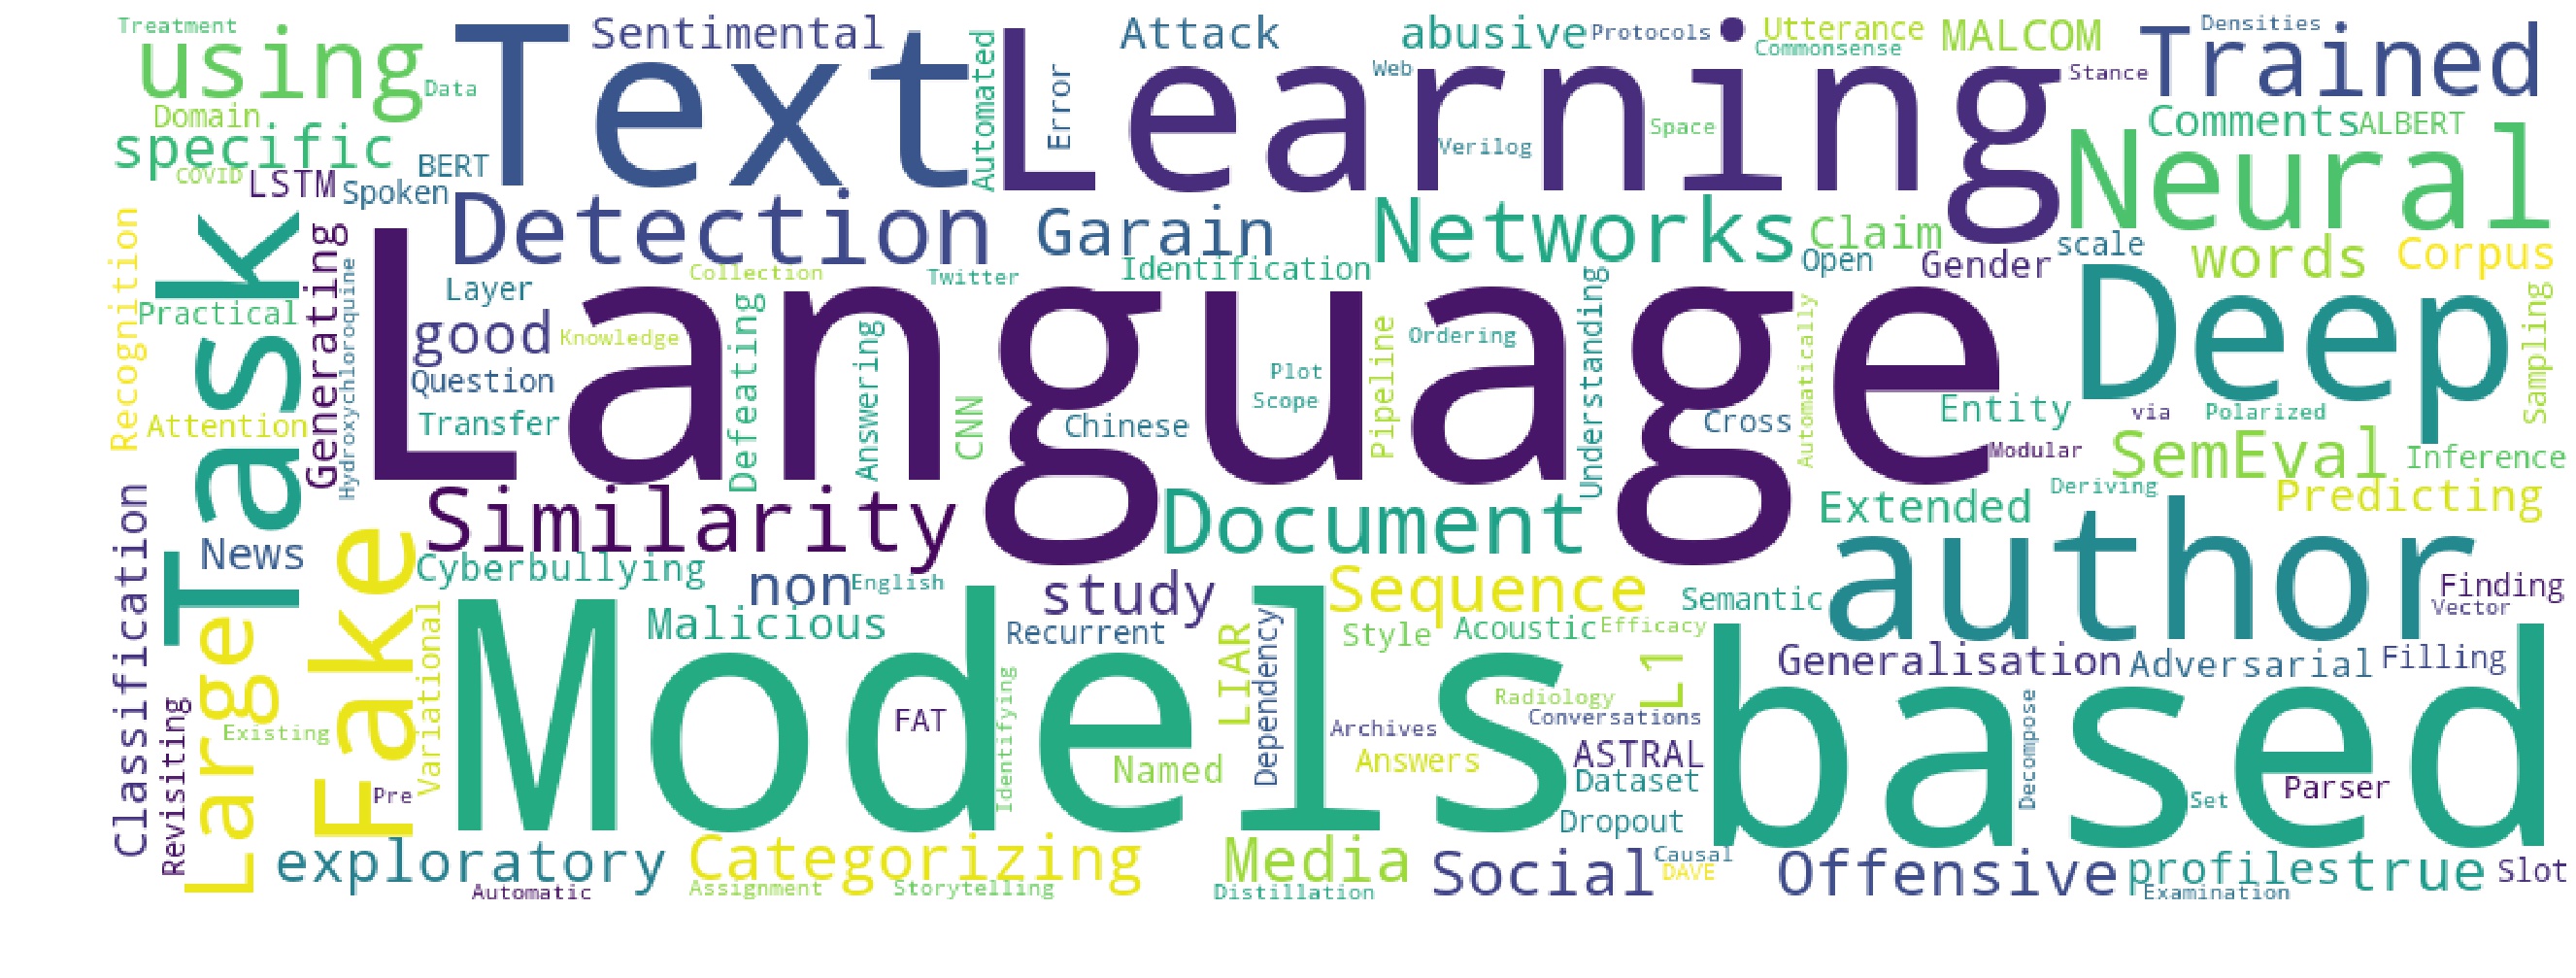 Treatment
using
Data
Domain
specific
COVID
LSTM
BERT
Spoken
Text
Sentimental
Automated
Learning
Error
Attack
abusive
Protocols
Web
Utterance
Commonsense
MALCOM
Stance
Densities
Trained
Verilog
Space
Comments
ALBERT
Neural
Detection
Garain
Networks
Claim
Open
Gender
scale
words
Corpus
Identification
Collection
Twitter
Layer
Recognition
Practical
Task
Generating
Hydroxychloroquine
Attention
Language
good
Knowledge
Question
Transfer
Defeating
Answering
CNN
Chinese
Plot
Scope
Pipeline
Ordering
Understanding
Cross
Automatically
Entity
Modular
Deep
via
Polarized
Sampling
SemEval
Inference
Deriving
Predicting
Similarity
Document
Extended
author
Classification
News
Fake
Large
Cyberbullying
non
English
Malicious
study
Recurrent
Sequence
Style
Acoustic
Efficacy
Semantic
Finding
Vector
Models
based
Variational
Revisiting
Existing
Pre
FAT
Identifying
Named
LIAR
Dependency
L1
Radiology
Conversations
Archives
Answers
ASTRAL
Dataset
Dropout
Generalisation
Adversarial
Filling
Decompose
Set
Parser
exploratory
Automatic
Categorizing
Assignment
Storytelling
Media
Distillation
Social
Causal
DAVE
Offensive
profiles
Examination
true
Slot